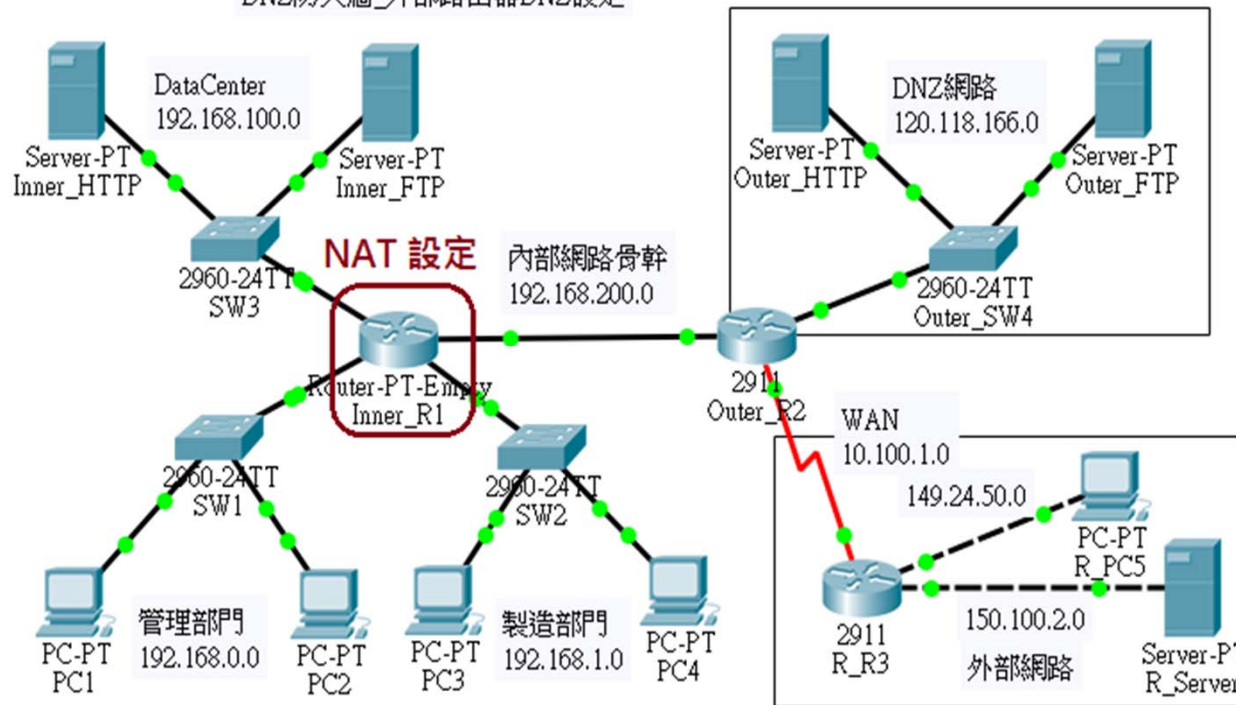 DNZ防火牆_外部路由器DNZ設定
DataCenter
192.168.100.0
Server-PT
Inner_HTTP
Server-PT
Inner_FTP
2960-24TT
SW3
NAT 設定
內部網路骨幹
192.168.200.0
DNZ網路
120.118.166.0
Server-PT
Outer_HTTP
Server-PT
Outer_FTP
2960-24TT
Outer_SW4
Router-PT-Empty
Inner_R1
2911
Outer_R2
WAN
10.100.1.0
2960-24TT
SW1
2960-24TT
SW2
149.24.50.0
PC-PT
R_PC5
PC-PT
PC1
管理部門
192.168.0.0
PC-PT
PC2
PC-PT
PC3
製造部門
192.168.1.0
PC-PT
PC4
2911
R_R3
150.100.2.0
外部網路
Server-PT
R_Server